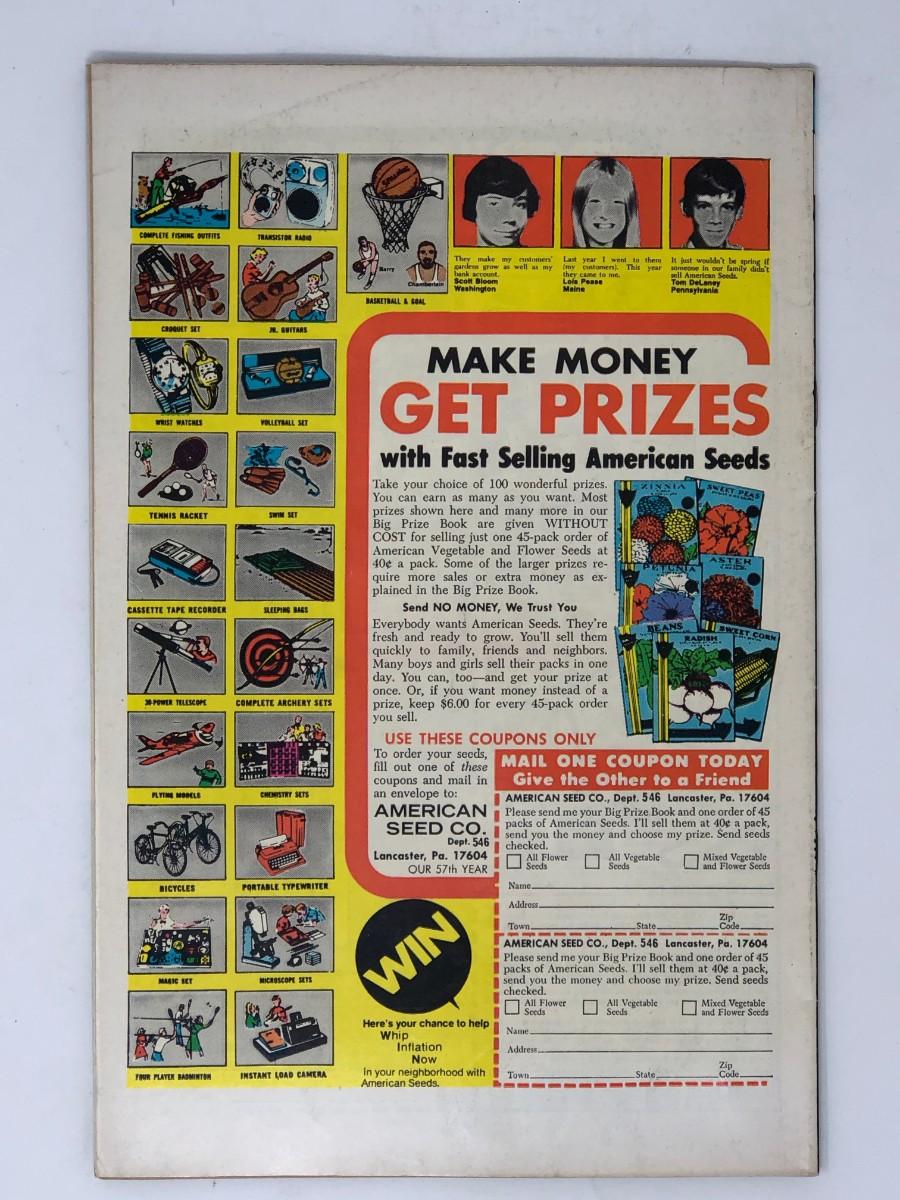 COMPLETE FISHING OUTFITS
TRANSISTOR RADIO
CROQUET SET
JR. GUITARS
WRIST WATCHES
VOLLEYBALL SET
TENNIS RACKET
SWIM SET
CASSETTE TAPE RECORDER
SLEEPING BAGS
30-POWER TELESCOPE
COMPLETE ARCHERY SETS
FLYING MODELS
CHEMISTRY SETS
BICYCLES
PORTABLE TYPEWRITER
MAGIC SET
MICROSCOPE SETS
FOUR PLAYER BADMINTON
INSTANT LOAD CAMERA
SPALDING
Barry
Chamberlain
BASKETBALL & GOAL
They make my customers'
gardens grow as well as my
bank account.
Scott Bloom
Washington
Last year I went to them
(my customers). This year
they came to me.
Lois Pease
Maine
It just wouldn't be spring if
someone in our family didn't
sell American Seeds.
Tom DeLaney
Pennsylvania
MAKE MONEY
GET PRIZES
with Fast Selling American Seeds
Take your choice of 100 wonderful prizes.
You can earn as many as you want. Most
prizes shown here and many more in our
Big Prize Book are given WITHOUT
COST for selling just one 45-pack order of
American Vegetable and Flower Seeds at
40¢ a pack. Some of the larger prizes re-
quire more sales or extra money as ex-
plained in the Big Prize Book.
Send NO MONEY, We Trust You
Everybody wants American Seeds. They're
fresh and ready to grow. You'll sell them
quickly to family, friends and neighbors.
Many boys and girls sell their packs in one
day. You can, too—and get your prize at
once. Or, if you want money instead of a
prize, keep $6.00 for every 45-pack order
you sell.
ZINNIA
SWEET PEAS
PETUNIA
ASTER
BEANS
RADISH
SWEET CORN
USE THESE COUPONS ONLY
To order your seeds,
fill out one of these
coupons and mail in
an envelope to:
AMERICAN
SEED CO.
Dept. 546
Lancaster, Pa. 17604
OUR 57th YEAR
WIN
Here's your chance to help
Whip
Inflation
Now
in your neighborhood with
American Seeds.
MAIL ONE COUPON TODAY
Give the Other to a Friend
AMERICAN SEED CO., Dept. 546 Lancaster, Pa. 17604
Please send me your Big Prize Book and one order of 45
packs of American Seeds. I'll sell them at 40¢ a pack,
send you the money and choose my prize. Send seeds
checked.
All Flower Seeds
All Vegetable Seeds
Mixed Vegetable and Flower Seeds
Name
Address
Town State Zip Code
AMERICAN SEED CO., Dept. 546 Lancaster, Pa. 17604
Please send me your Big Prize Book and one order of 45
packs of American Seeds. I'll sell them at 40¢ a pack,
send you the money and choose my prize. Send seeds
checked.
All Flower Seeds
All Vegetable Seeds
Mixed Vegetable and Flower Seeds
Name
Address
Town State Zip Code